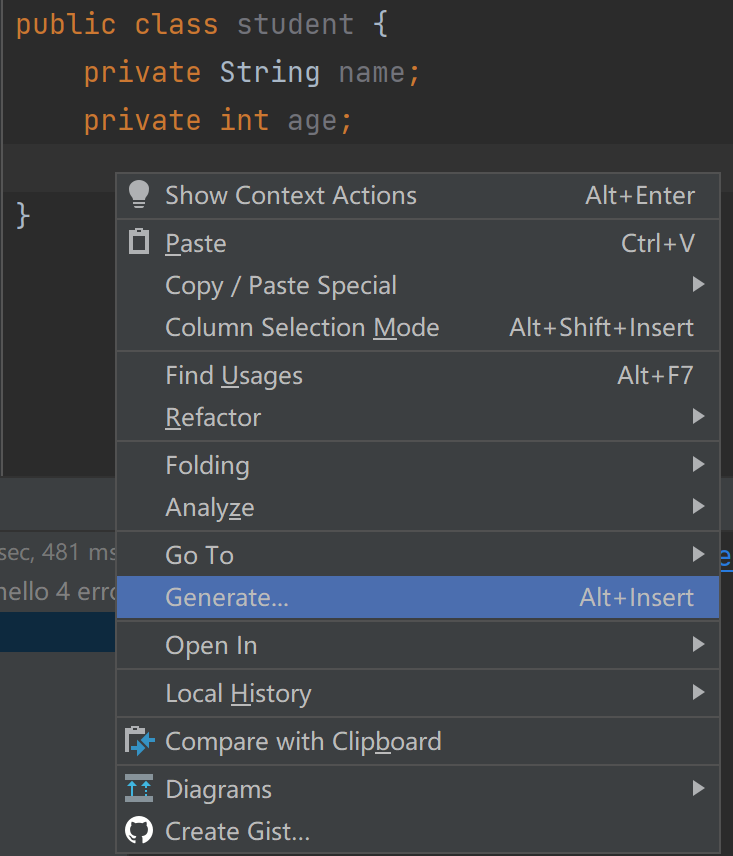 public class student {
private String name;
private int age;
}
Show Context Actions Alt+Enter
Paste Ctrl+V
Copy / Paste Special
Column Selection Mode Alt+Shift+Insert
Find Usages Alt+F7
Refactor
Folding
Analyze
Go To
sec, 481 ms
hello 4 erro
Generate... Alt+Insert
Open In
Local History
Compare with Clipboard
Diagrams
Create Gist...